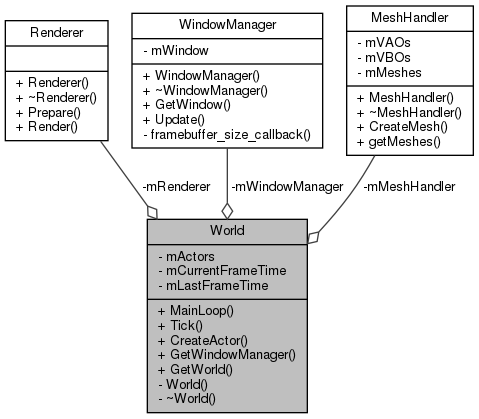 Renderer
+ Renderer()
+ ~Renderer()
+ Prepare()
+ Render()
WindowManager
- mWindow
+ WindowManager()
+ ~WindowManager()
+ GetWindow()
+ Update()
- framebuffer_size_callback()
MeshHandler
- mVAOs
- mVBOs
- mMeshes
+ MeshHandler()
+ ~MeshHandler()
+ CreateMesh()
+ getMeshes()
-mRenderer
-mWindowManager
-mMeshHandler
World
- mActors
- mCurrentFrameTime
- mLastFrameTime
+ MainLoop()
+ Tick()
+ CreateActor()
+ GetWindowManager()
+ GetWorld()
- World()
- ~World()